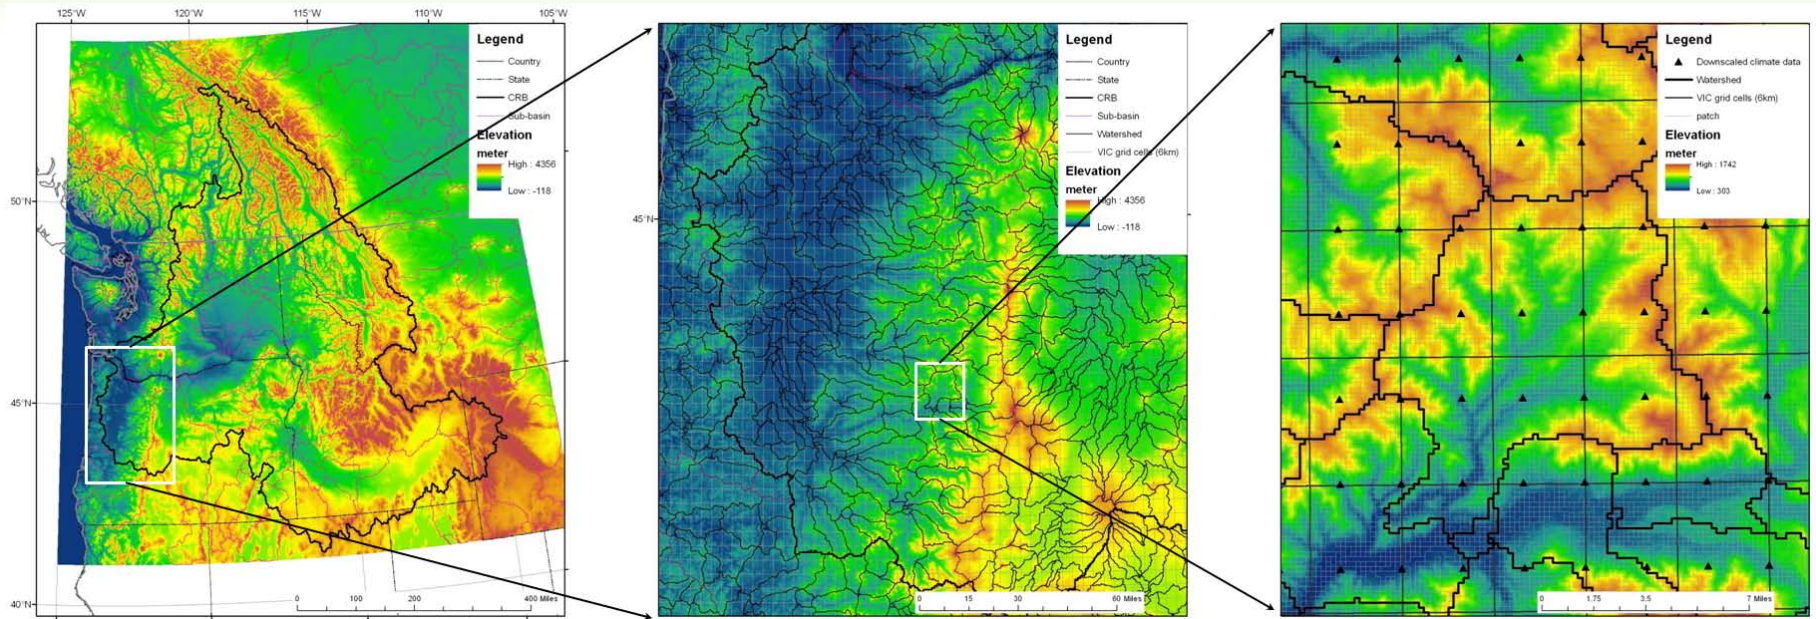 125°W 120°W 115°W 110°W 105°W
50°N
45°N
40°N
Legend
Country
State
CRB
Sub-basin
Elevation
meter
High : 4356
Low : -118
0 100 200 400 Miles
45°N
Legend
Country
State
CRB
Sub-basin
Watershed
VIC grid cells (6km)
Elevation
meter
High : 4356
Low : -118
0 15 30 60 Miles
Legend
Downscaled climate data
Watershed
VIC grid cells (6km)
patch
Elevation
meter
High : 1742
Low : 303
0 1.75 3.5 7 Miles